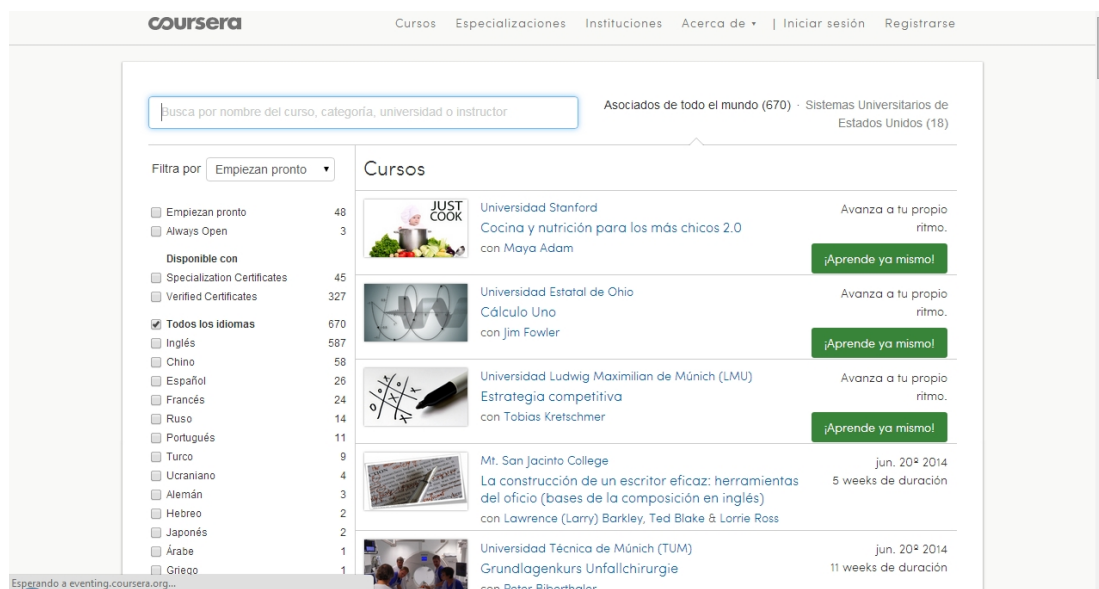 coursera
Cursos Especializaciones Instituciones Acerca de ▾ | Iniciar sesión Registrarse
Busca por nombre del curso, categoría, universidad o instructor
Asociados de todo el mundo (670) · Sistemas Universitarios de
Estados Unidos (18)
Filtra por Empiezan pronto ▾
Empiezan pronto 48
Always Open 3
Disponible con
Specialization Certificates 45
Verified Certificates 327
Todos los idiomas 670
Inglés 587
Chino 58
Español 26
Francés 24
Ruso 14
Portugués 11
Turco 9
Ucraniano 4
Alemán 3
Hebreo 2
Japonés 2
Árabe 1
Griego 1
Cursos
JUST
COOK
Universidad Stanford
Cocina y nutrición para los más chicos 2.0
con Maya Adam
Avanza a tu propio
ritmo.
¡Aprende ya mismo!
Universidad Estatal de Ohio
Cálculo Uno
con Jim Fowler
Avanza a tu propio
ritmo.
¡Aprende ya mismo!
Universidad Ludwig Maximilian de Múnich (LMU)
Estrategia competitiva
con Tobias Kretschmer
Avanza a tu propio
ritmo.
¡Aprende ya mismo!
Mt. San Jacinto College
La construcción de un escritor eficaz: herramientas
del oficio (bases de la composición en inglés)
con Lawrence (Larry) Barkley, Ted Blake & Lorrie Ross
jun. 20º 2014
5 weeks de duración
Universidad Técnica de Múnich (TUM)
Grundlagenkurs Unfallchirurgie
con Peter Biberthaler
jun. 20º 2014
11 weeks de duración
Esperando a eventing.coursera.org...